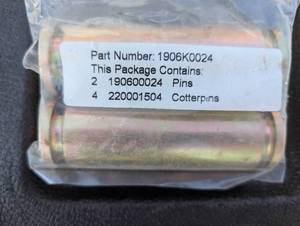 Part Number: 1906K0024
This Package Contains:
2 190600024 Pins
4 220001504 Cotterpins